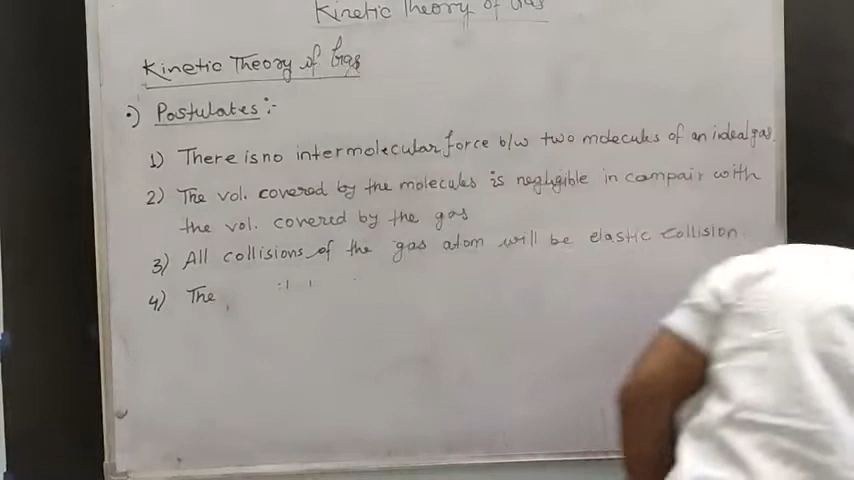 Kinetic Theory of Gas
Kinetic Theory of Gas
•) Postulates :-
1) There is no intermolecular force b/w two molecules of an ideal gas.
2) The vol. covered by the molecules is negligible in campair with
the vol. covered by the gas
3) All collisions of the gas atom will be elastic collision
4) The